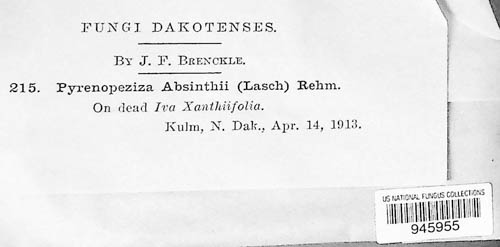 FUNGI DAKOTENSES.
BY J. F. BRENCKLE.
215. Pyrenopeziza Absinthii (Lasch) Rehm.
On dead Iva Xanthiifolia.
Kulm, N. Dak., Apr. 14, 1913.
US NATIONAL FUNGUS COLLECTIONS
945955